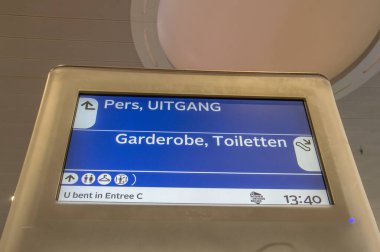 Pers, UITGANG
Garderobe, Toiletten
U bent in Entree C
13:40